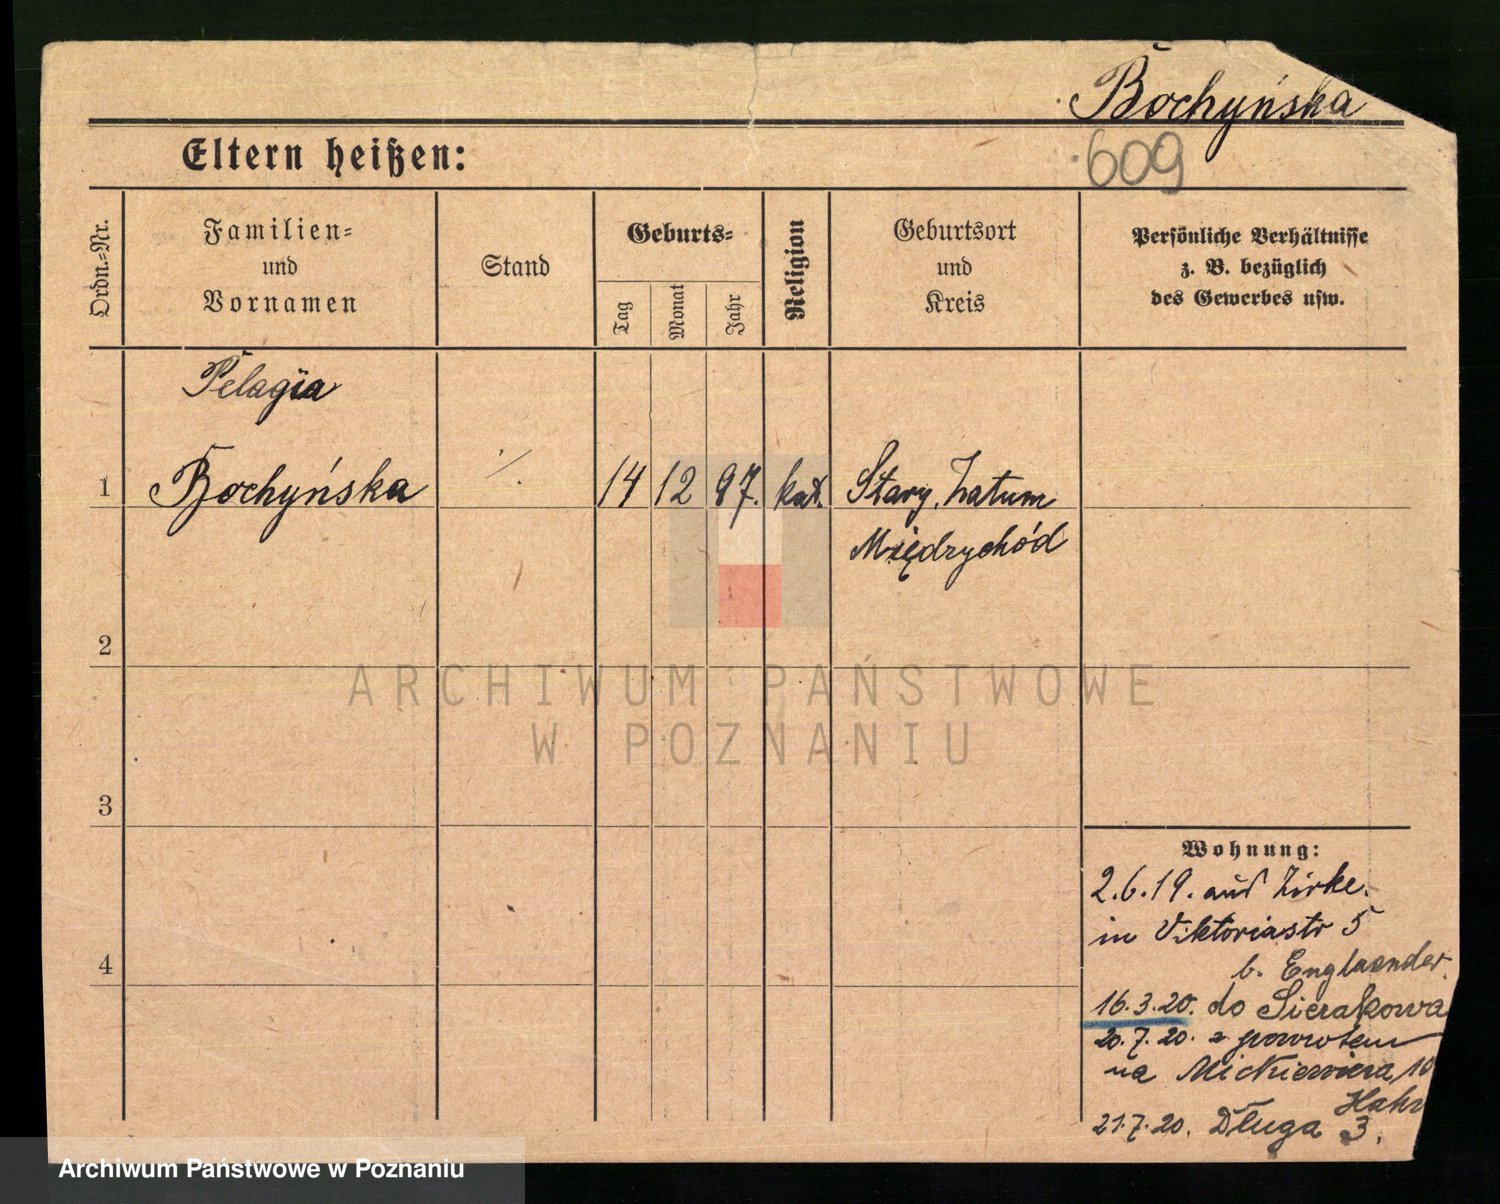 Bochyńska
Eltern heißen:
609
Ordn.-Nr.
Familien-
und
Vornamen
Stand
Geburts-
Tag
Monat
Jahr
Religion
Geburtsort
und
Kreis
Persönliche Verhältnisse
z. B. bezüglich
des Gewerbes usw.
Pelagia
1 Bochyńska ./. 14 12 97. kat. Stary Zatum
Międzychód
2
ARCHIWUM PAŃSTWOWE
W POZNANIU
3
Wohnung:
2.6.19. aus Zirke.
in Viktoriastr 5
b. Englaender.
4
16.3.20. do Sierakowa
20.7.20. z powrotem
na Mickiewicza 10
Hahn
21.7.20. Długa 3.
Archiwum Państwowe w Poznaniu